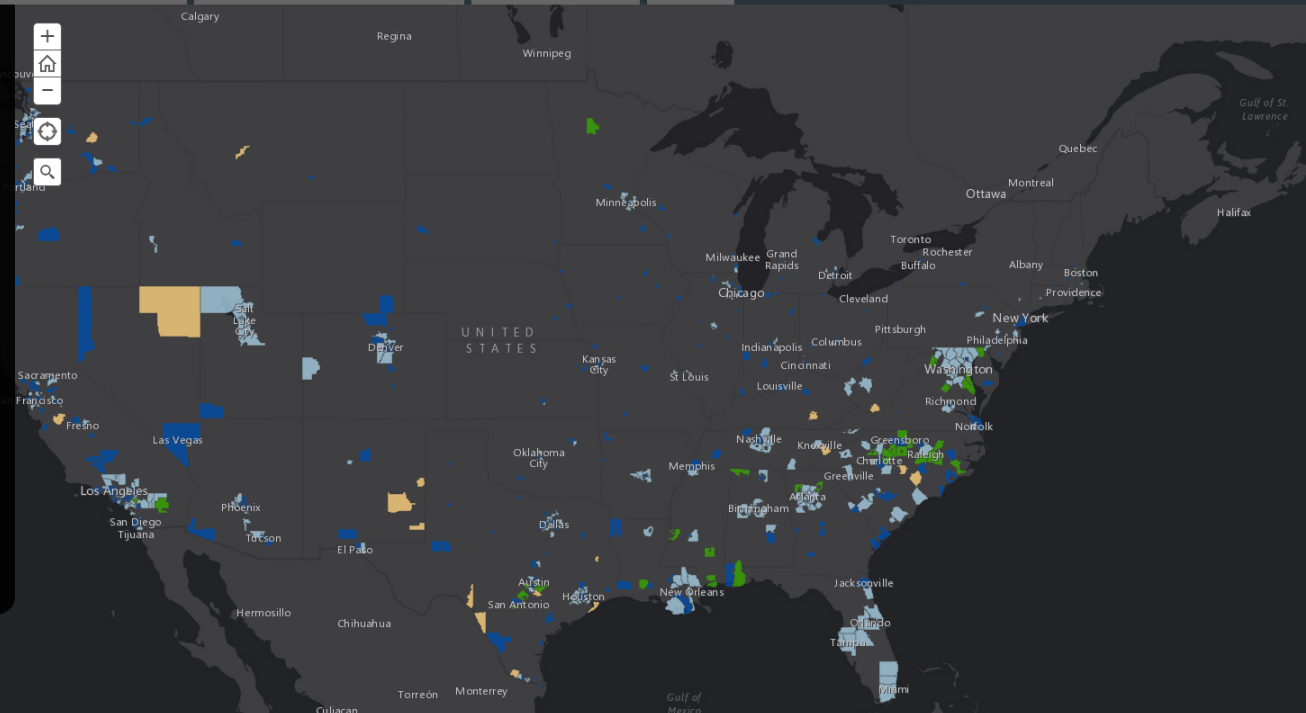 Calgary
Regina
Winnipeg
Gulf of St.
Lawrence
Quebec
Montreal
Ottawa
Halifax
Minneapolis
Toronto
Rochester
Buffalo
Milwaukee
Grand
Rapids
Detroit
Albany
Boston
Chicago
Cleveland
Providence
New York
Salt
Lake
City
UNITED
STATES
Denver
Pittsburgh
Philadelphia
Indianapolis
Columbus
Kansas
City
St Louis
Cincinnati
Washington
Louisville
Sacramento
Francisco
Richmond
Fresno
Norfolk
Las Vegas
Nashville
Knoxville
Greensboro
Raleigh
Oklahoma
City
Memphis
Charlotte
Greenville
Los Angeles
Phoenix
Atlanta
Birmingham
San Diego
Tijuana
Tucson
Dallas
El Paso
Austin
Jacksonville
Houston
New Orleans
San Antonio
Hermosillo
Chihuahua
Orlando
Tampa
Torreón
Monterrey
Miami
Gulf of
Mexico
Culiacan